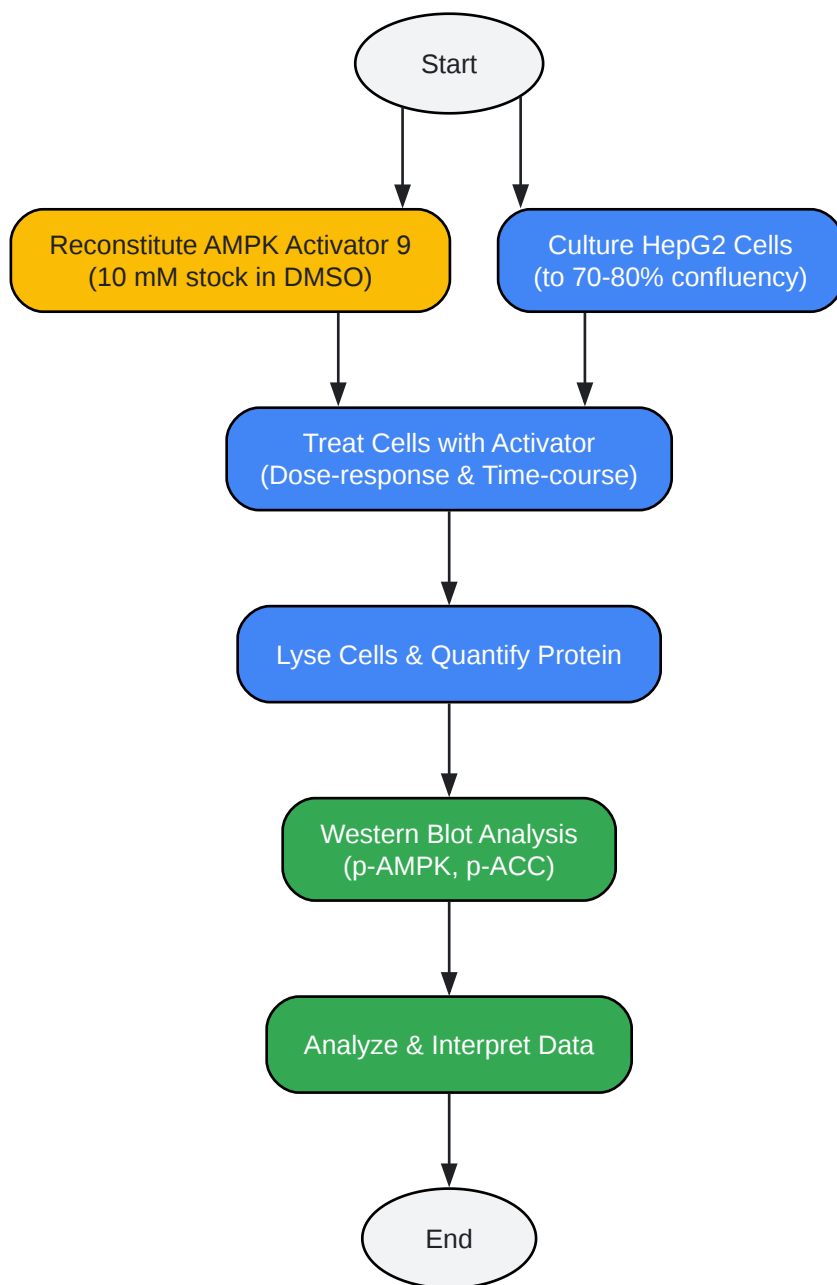 Start
Reconstitute AMPK Activator 9
(10 mM stock in DMSO)
Culture HepG2 Cells
(to 70-80% confluency)
Treat Cells with Activator
(Dose-response & Time-course)
Lyse Cells & Quantify Protein
Western Blot Analysis
(p-AMPK, p-ACC)
Analyze & Interpret Data
End